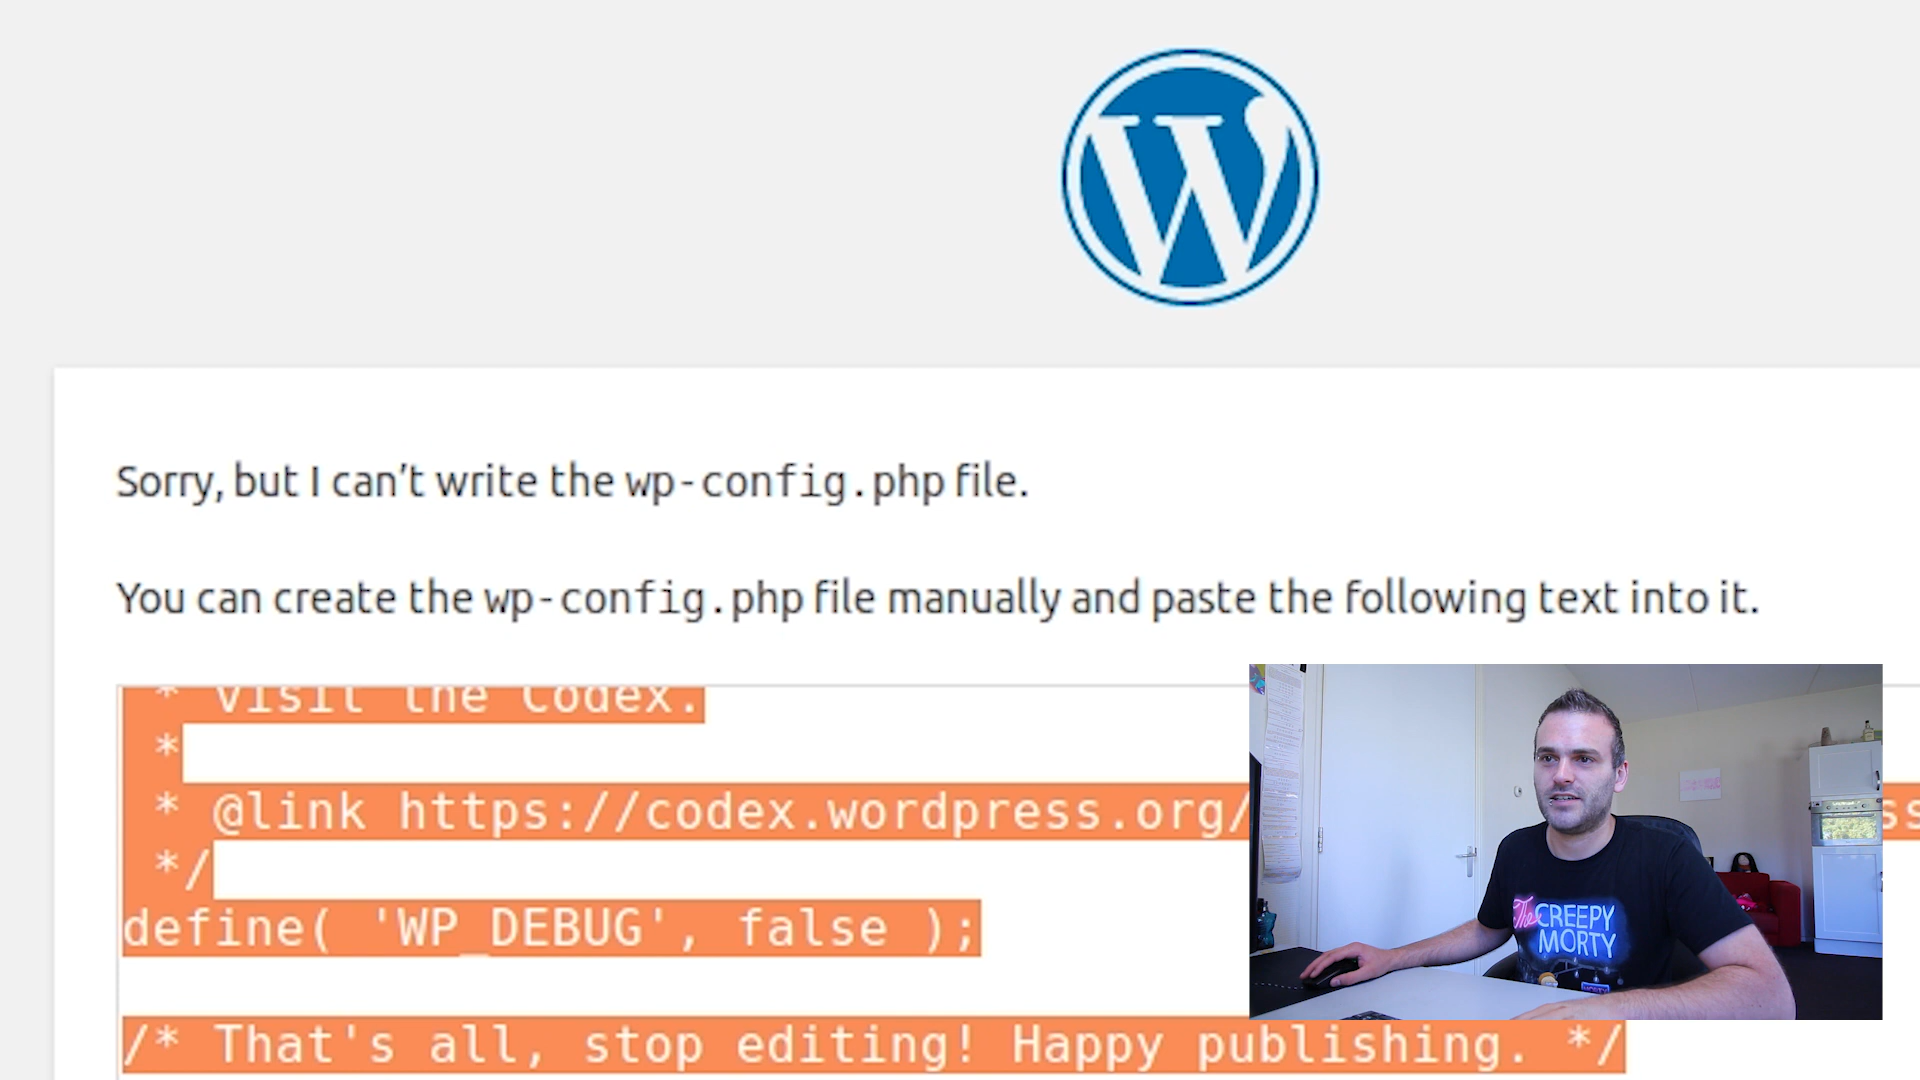 Sorry, but I can’t write the wp-config.php file.
You can create the wp-config.php file manually and paste the following text into it.
* Visit the Codex.
*
* @link https://codex.wordpress.org/
*/
define( 'WP_DEBUG', false );
/* That's all, stop editing! Happy publishing. */
The CREEPY
MORTY